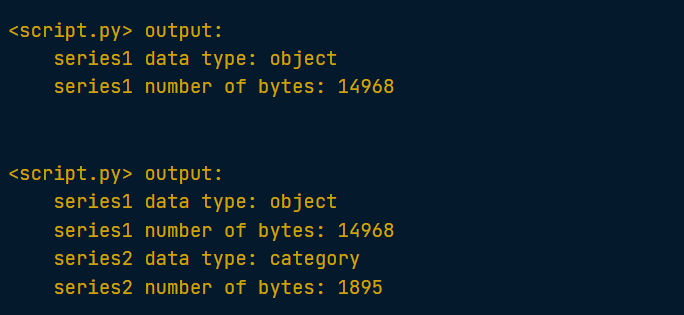 <script.py> output:
series1 data type: object
series1 number of bytes: 14968
<script.py> output:
series1 data type: object
series1 number of bytes: 14968
series2 data type: category
series2 number of bytes: 1895